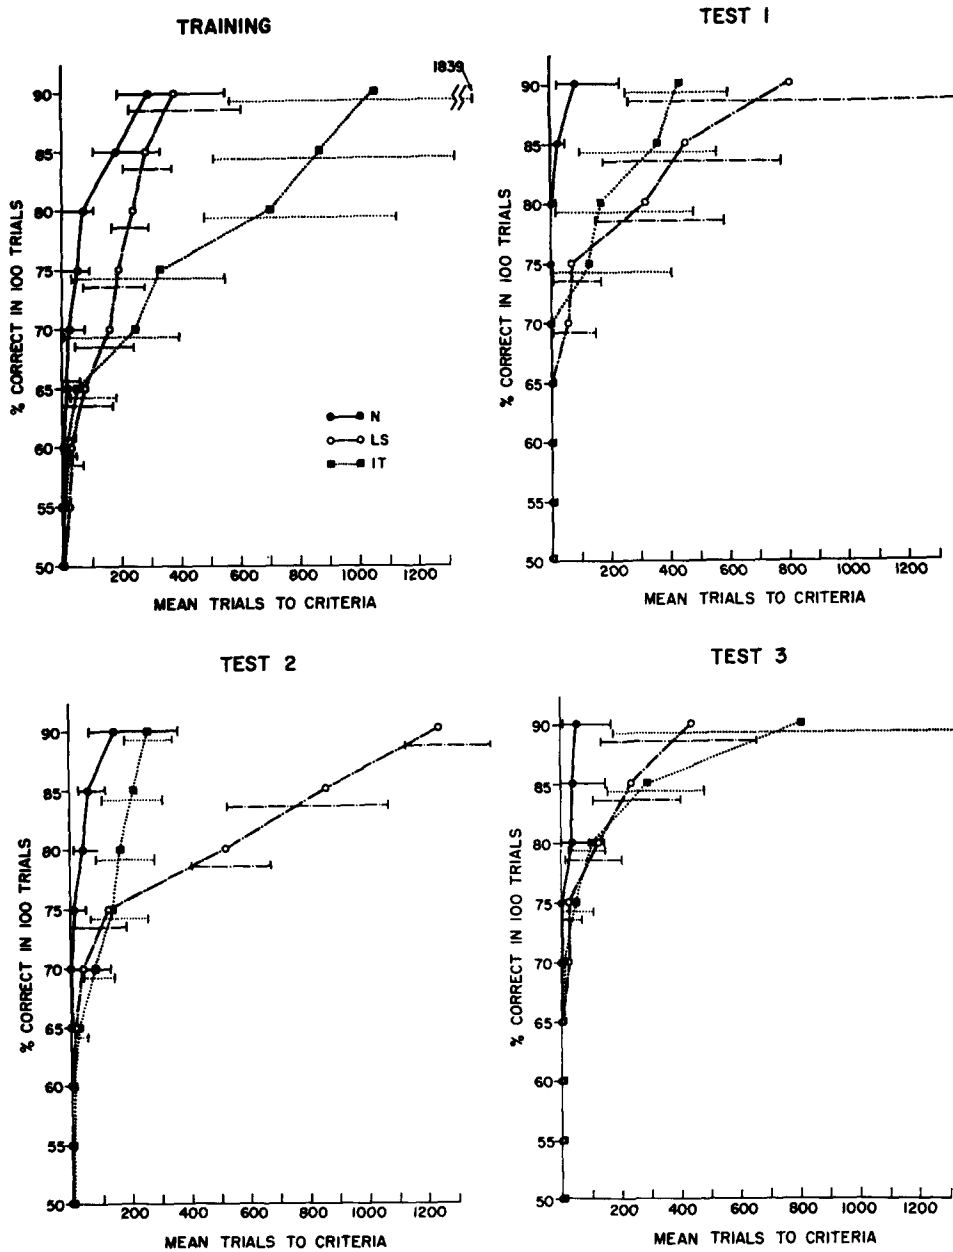 TRAINING
1839
90
85
80
75
70
65
60
55
50
% CORRECT IN 100 TRIALS
N
LS
IT
200 400 600 800 1000 1200
MEAN TRIALS TO CRITERIA
TEST 1
90
85
80
75
70
65
60
55
50
% CORRECT IN 100 TRIALS
200 400 600 800 1000 1200
MEAN TRIALS TO CRITERIA
TEST 2
90
85
80
75
70
65
60
55
50
% CORRECT IN 100 TRIALS
200 400 600 800 1000 1200
MEAN TRIALS TO CRITERIA
TEST 3
90
85
80
75
70
65
60
55
50
% CORRECT IN 100 TRIALS
200 400 600 800 1000 1200
MEAN TRIALS TO CRITERIA